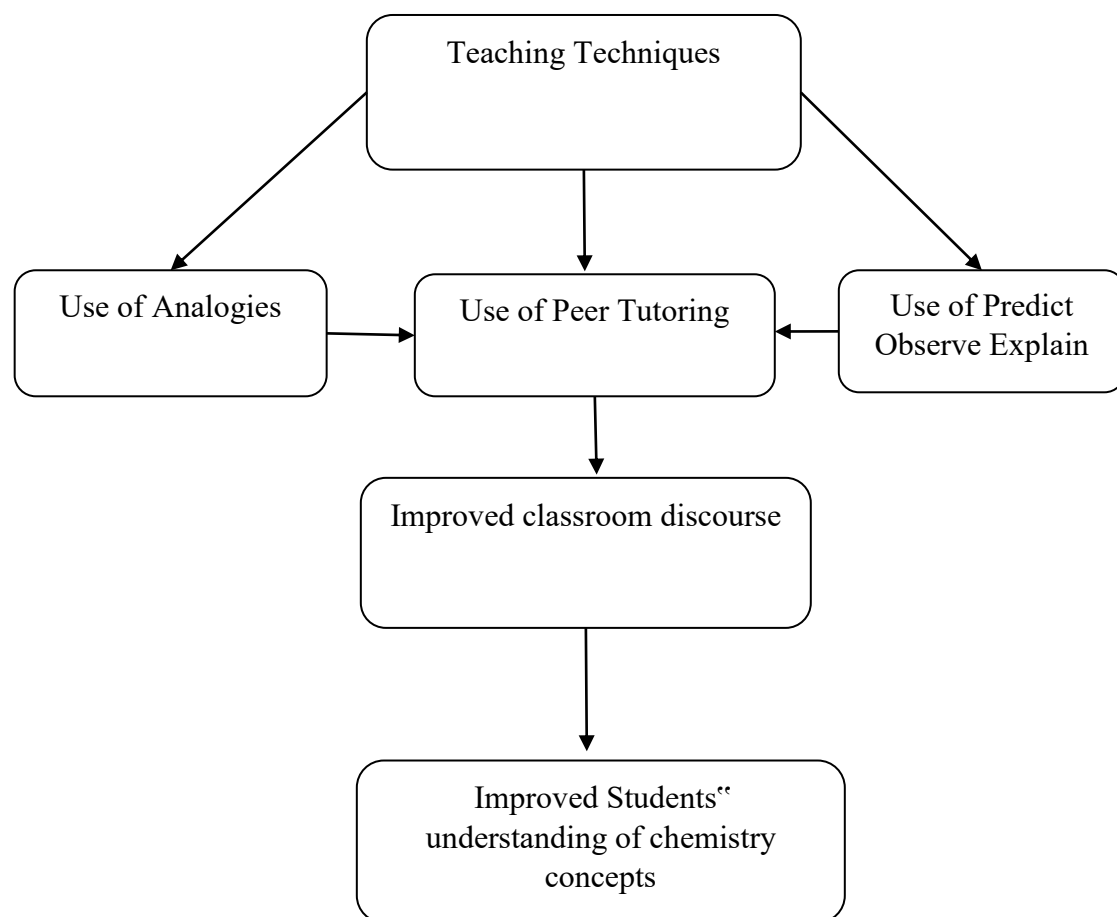 Teaching Techniques
Use of Analogies
Use of Peer Tutoring
Use of Predict
Observe Explain
Improved classroom discourse
Improved Students‟
understanding of chemistry
concepts